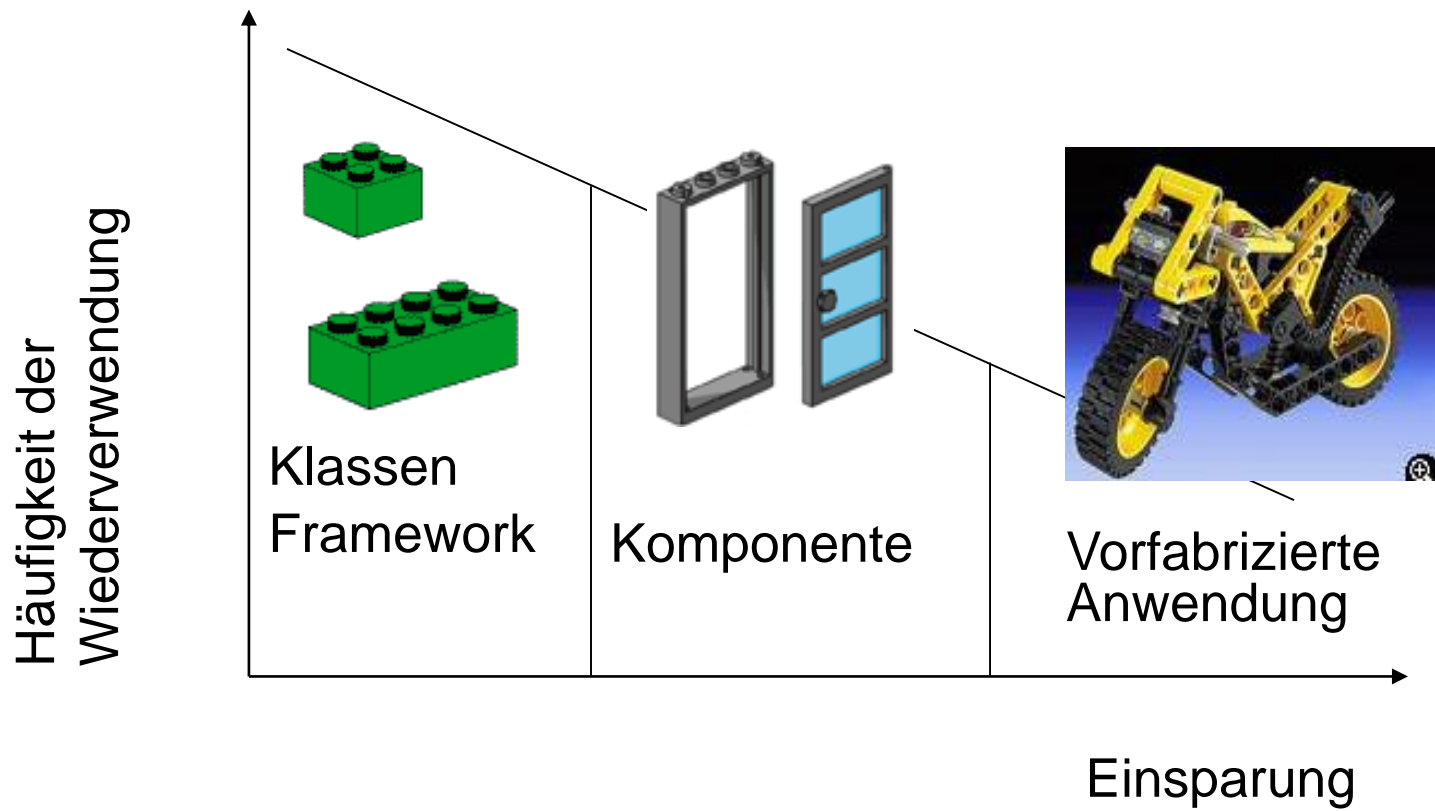 Häufigkeit der
Wiederverwendung
Klassen
Framework
Komponente
Vorfabrizierte
Anwendung
Einsparung